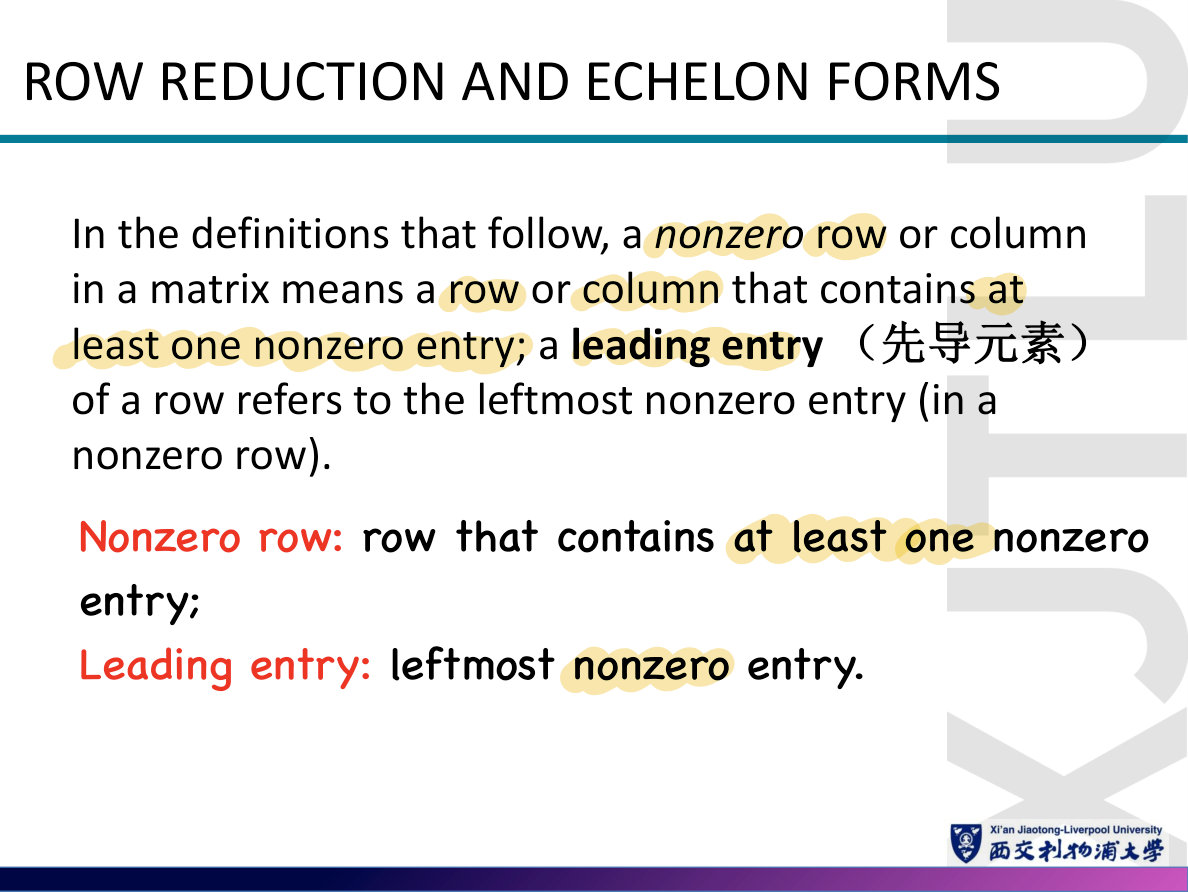 ROW REDUCTION AND ECHELON FORMS
In the definitions that follow, a nonzero row or column
in a matrix means a row or column that contains at
least one nonzero entry; a leading entry （先导元素）
of a row refers to the leftmost nonzero entry (in a
nonzero row).
Nonzero row: row that contains at least one nonzero
entry;
Leading entry: leftmost nonzero entry.
XJTLU
Xi'an Jiaotong-Liverpool University
西交利物浦大学